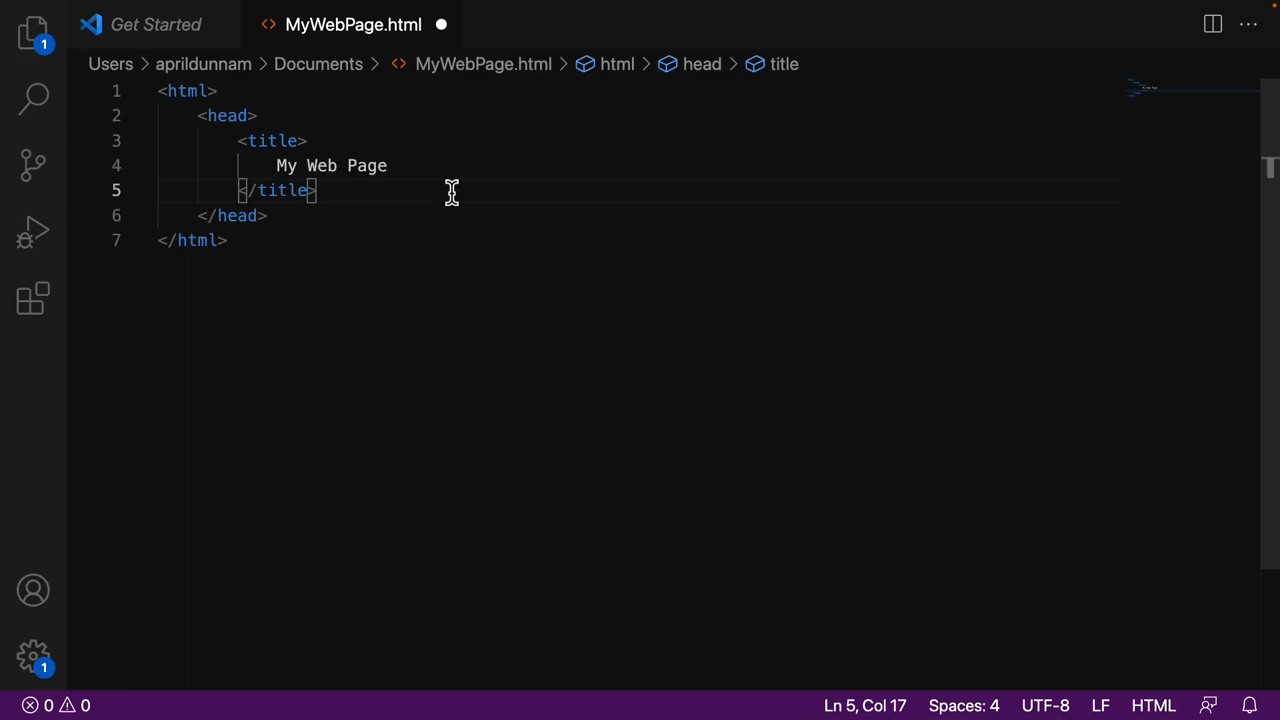 Get Started
MyWebPage.html
Users > aprildunnam > Documents > MyWebPage.html > html > head > title
1 <html>
2 <head>
3 <title>
4 My Web Page
5 </title>
6 </head>
7 </html>
1
1
0 0
Ln 5, Col 17 Spaces: 4 UTF-8 LF HTML